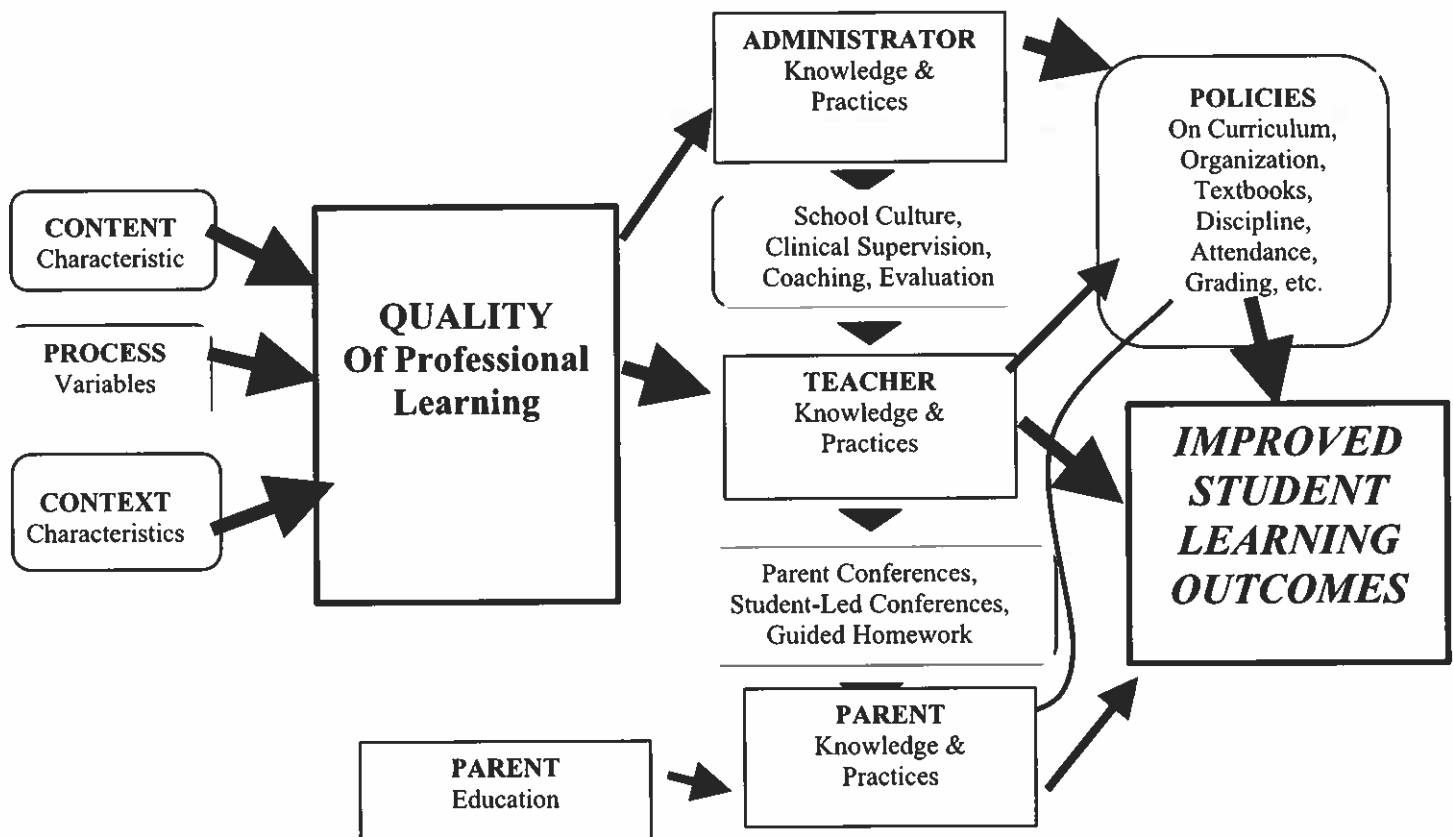 CONTENT
Characteristic
PROCESS
Variables
CONTEXT
Characteristics
QUALITY
Of Professional
Learning
ADMINISTRATOR
Knowledge &
Practices
School Culture,
Clinical Supervision,
Coaching, Evaluation
TEACHER
Knowledge &
Practices
Parent Conferences,
Student-Led Conferences,
Guided Homework
PARENT
Education
PARENT
Knowledge &
Practices
POLICIES
On Curriculum,
Organization,
Textbooks,
Discipline,
Attendance,
Grading, etc.
IMPROVED
STUDENT
LEARNING
OUTCOMES